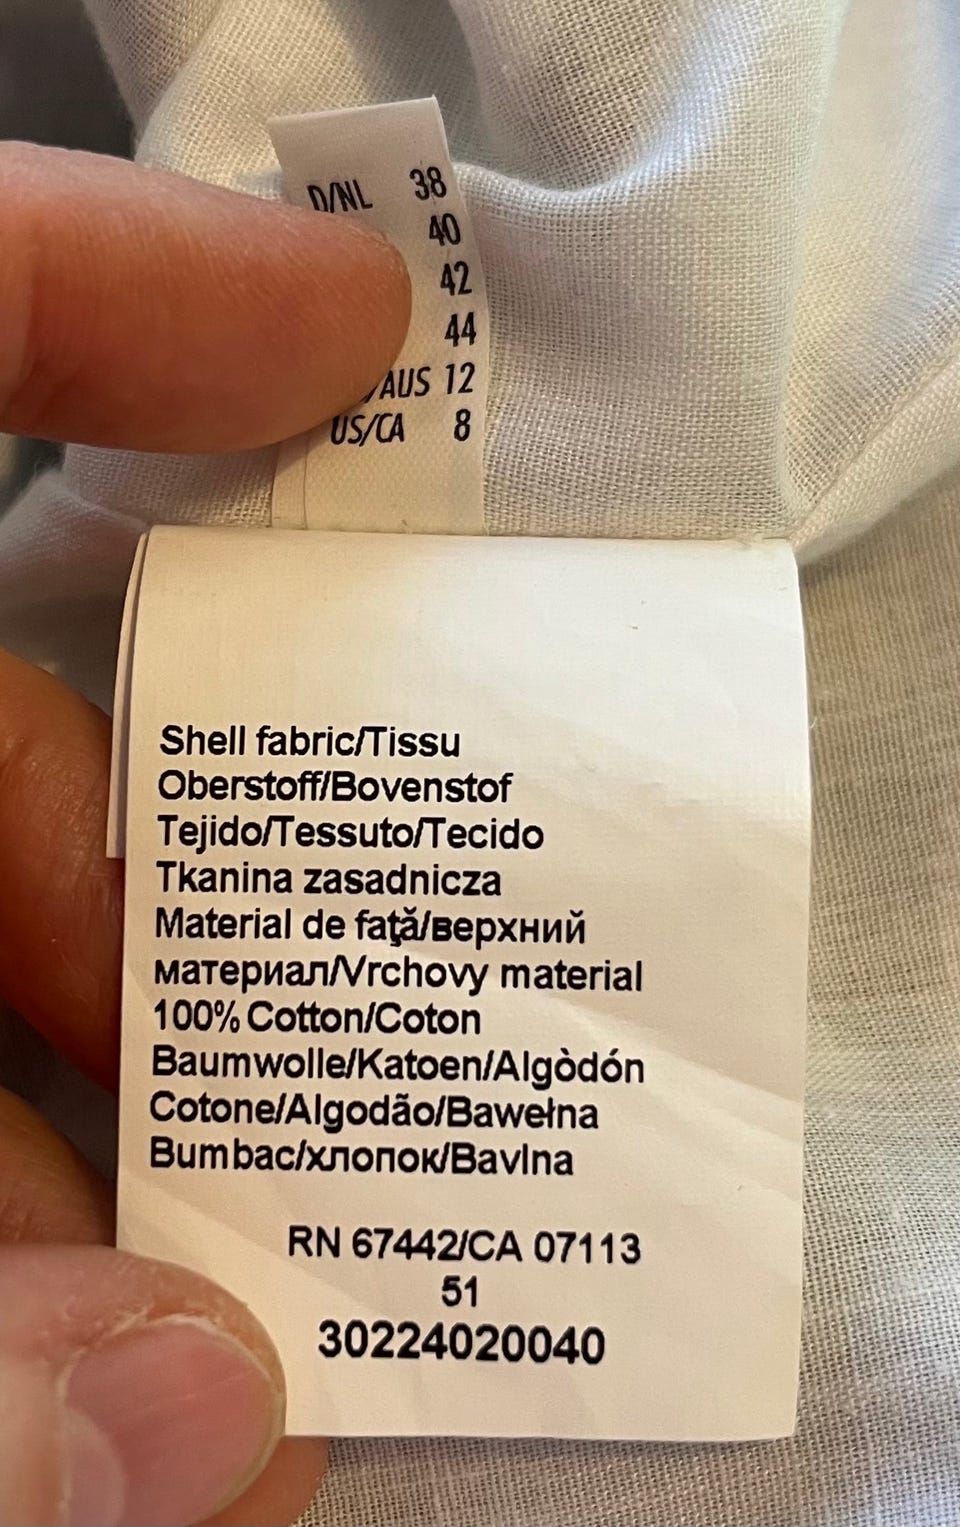 D/NL 38
40
42
44
/AUS 12
US/CA 8
Shell fabric/Tissu
Oberstoff/Bovenstof
Tejido/Tessuto/Tecido
Tkanina zasadnicza
Material de faţă/верхний
материал/Vrchovy material
100% Cotton/Coton
Baumwolle/Katoen/Algòdón
Cotone/Algodão/Bawełna
Bumbac/хлопок/Bavlna
RN 67442/CA 07113
51
30224020040